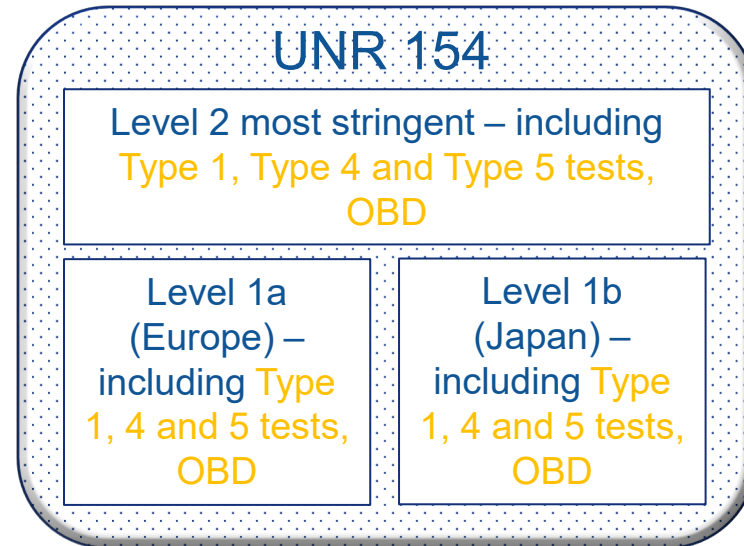 UNR 154
Level 2 most stringent – including
Type 1, Type 4 and Type 5 tests,
OBD
Level 1a
(Europe) –
including Type
1, 4 and 5 tests,
OBD
Level 1b
(Japan) –
including Type
1, 4 and 5 tests,
OBD